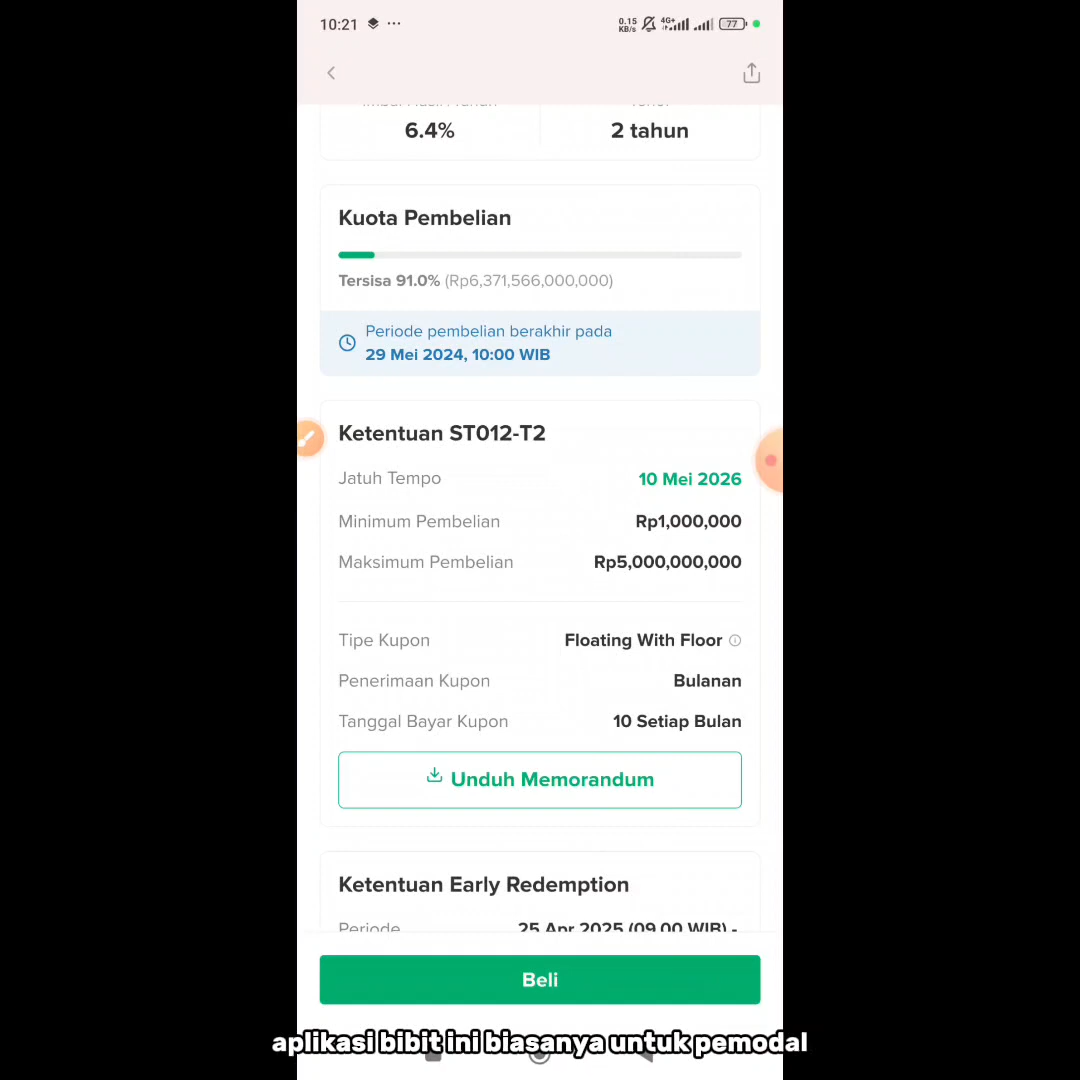 10:21
0.15
KB/s
4G+
77
6.4%
2 tahun
Kuota Pembelian
Tersisa 91.0% (Rp6,371,566,000,000)
Periode pembelian berakhir pada
29 Mei 2024, 10:00 WIB
Ketentuan ST012-T2
Jatuh Tempo 10 Mei 2026
Minimum Pembelian Rp1,000,000
Maksimum Pembelian Rp5,000,000,000
Tipe Kupon Floating With Floor
Penerimaan Kupon Bulanan
Tanggal Bayar Kupon 10 Setiap Bulan
Unduh Memorandum
Ketentuan Early Redemption
Periode 25 Apr 2025 (09.00 WIB) -
Beli
aplikasi bibit ini biasanya untuk pemodal